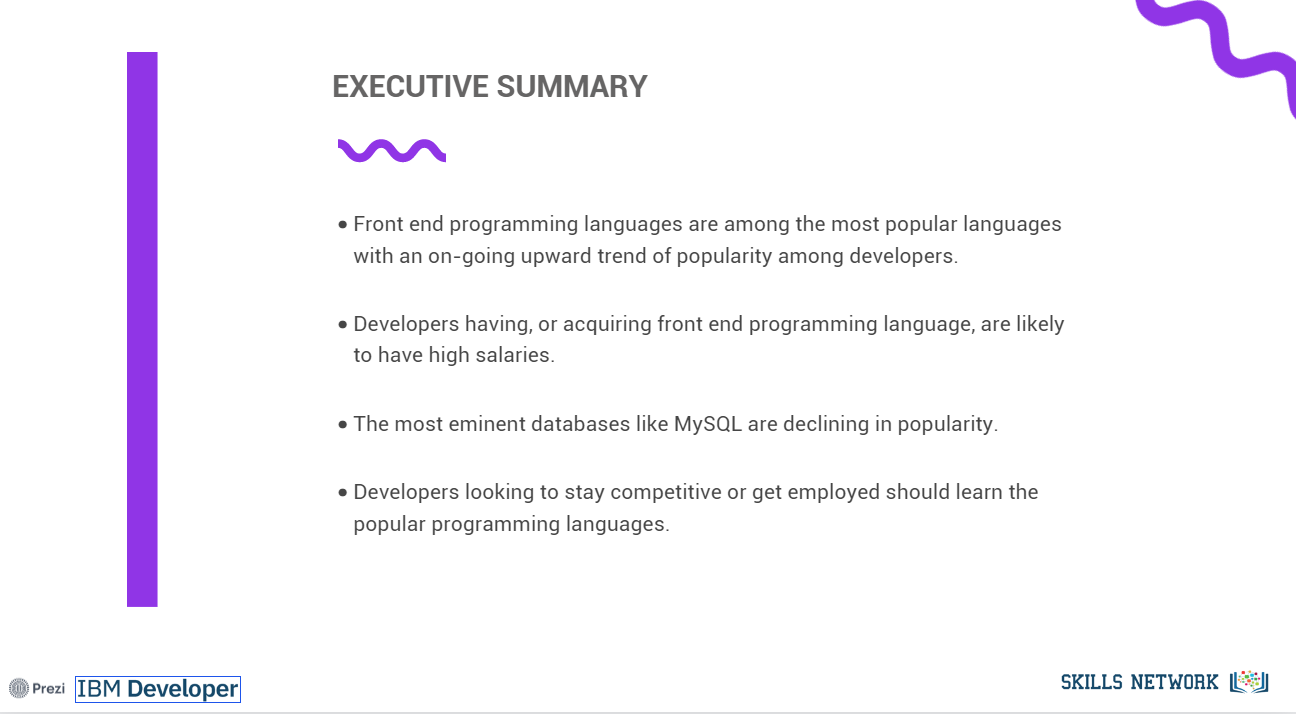 EXECUTIVE SUMMARY
• Front end programming languages are among the most popular languages
with an on-going upward trend of popularity among developers.
• Developers having, or acquiring front end programming language, are likely
to have high salaries.
• The most eminent databases like MySQL are declining in popularity.
• Developers looking to stay competitive or get employed should learn the
popular programming languages.
Prezi IBM Developer
SKILLS NETWORK